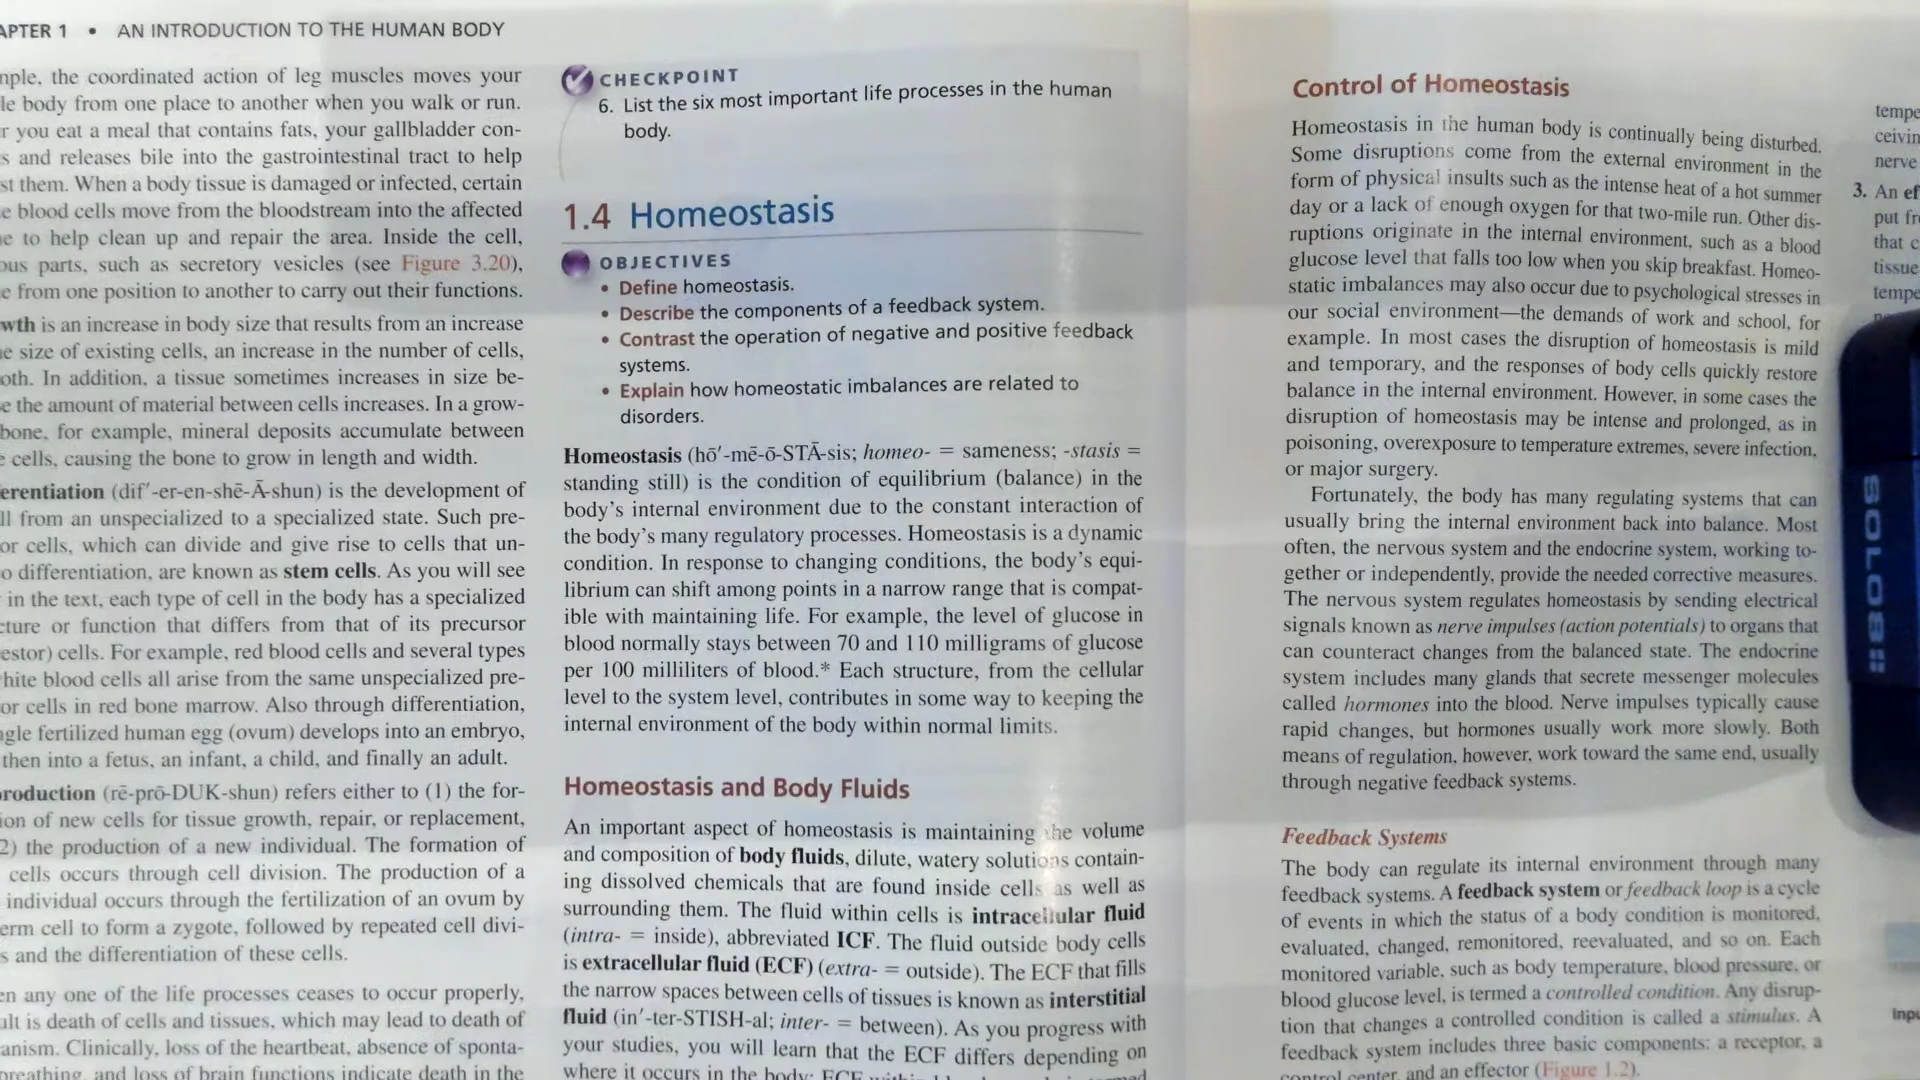 APTER 1 • AN INTRODUCTION TO THE HUMAN BODY
the coordinated action of leg muscles moves your
le body from one place to another when you walk or run.
r you eat a meal that contains fats, your gallbladder con-
s and releases bile into the gastrointestinal tract to help
st them. When a body tissue is damaged or infected, certain
e blood cells move from the bloodstream into the affected
e to help clean up and repair the area. Inside the cell,
ous parts, such as secretory vesicles (see Figure 3.20),
e from one position to another to carry out their functions.
wth is an increase in body size that results from an increase
e size of existing cells, an increase in the number of cells,
oth. In addition, a tissue sometimes increases in size be-
e the amount of material between cells increases. In a grow-
bone, for example, mineral deposits accumulate between
cells, causing the bone to grow in length and width.
erentiation (dif′-er-en-shē-Ā-shun) is the development of
ll from an unspecialized to a specialized state. Such pre-
or cells, which can divide and give rise to cells that un-
o differentiation, are known as stem cells. As you will see
in the text, each type of cell in the body has a specialized
cture or function that differs from that of its precursor
estor) cells. For example, red blood cells and several types
hite blood cells all arise from the same unspecialized pre-
or cells in red bone marrow. Also through differentiation,
ngle fertilized human egg (ovum) develops into an embryo,
then into a fetus, an infant, a child, and finally an adult.
roduction (rē-prō-DUK-shun) refers either to (1) the for-
ion of new cells for tissue growth, repair, or replacement,
2) the production of a new individual. The formation of
cells occurs through cell division. The production of a
individual occurs through the fertilization of an ovum by
erm cell to form a zygote, followed by repeated cell divi-
s and the differentiation of these cells.
en any one of the life processes ceases to occur properly,
ult is death of cells and tissues, which may lead to death of
anism. Clinically, loss of the heartbeat, absence of sponta-
breathing, and loss of brain functions indicate death in the
CHECKPOINT
6. List the six most important life processes in the human
body.
1.4 Homeostasis
OBJECTIVES
• Define homeostasis.
• Describe the components of a feedback system.
• Contrast the operation of negative and positive feedback
systems.
• Explain how homeostatic imbalances are related to
disorders.
Homeostasis (hō′-mē-ō-STĀ-sis; homeo- = sameness; -stasis =
standing still) is the condition of equilibrium (balance) in the
body's internal environment due to the constant interaction of
the body's many regulatory processes. Homeostasis is a dynamic
condition. In response to changing conditions, the body's equi-
librium can shift among points in a narrow range that is compat-
ible with maintaining life. For example, the level of glucose in
blood normally stays between 70 and 110 milligrams of glucose
per 100 milliliters of blood.* Each structure, from the cellular
level to the system level, contributes in some way to keeping the
internal environment of the body within normal limits.
Homeostasis and Body Fluids
An important aspect of homeostasis is maintaining the volume
and composition of body fluids, dilute, watery solutions contain-
ing dissolved chemicals that are found inside cells as well as
surrounding them. The fluid within cells is intracellular fluid
(intra- = inside), abbreviated ICF. The fluid outside body cells
is extracellular fluid (ECF) (extra- = outside). The ECF that fills
the narrow spaces between cells of tissues is known as interstitial
fluid (in′-ter-STISH-al; inter- = between). As you progress with
your studies, you will learn that the ECF differs depending on
where it occurs in the body: ECF
Control of Homeostasis
Homeostasis in the human body is continually being disturbed.
Some disruptions come from the external environment in the
form of physical insults such as the intense heat of a hot summer
day or a lack of enough oxygen for that two-mile run. Other dis-
ruptions originate in the internal environment, such as a blood
glucose level that falls too low when you skip breakfast. Homeo-
static imbalances may also occur due to psychological stresses in
our social environment—the demands of work and school, for
example. In most cases the disruption of homeostasis is mild
and temporary, and the responses of body cells quickly restore
balance in the internal environment. However, in some cases the
disruption of homeostasis may be intense and prolonged, as in
poisoning, overexposure to temperature extremes, severe infection,
or major surgery.
Fortunately, the body has many regulating systems that can
usually bring the internal environment back into balance. Most
often, the nervous system and the endocrine system, working to-
gether or independently, provide the needed corrective measures.
The nervous system regulates homeostasis by sending electrical
signals known as nerve impulses (action potentials) to organs that
can counteract changes from the balanced state. The endocrine
system includes many glands that secrete messenger molecules
called hormones into the blood. Nerve impulses typically cause
rapid changes, but hormones usually work more slowly. Both
means of regulation, however, work toward the same end, usually
through negative feedback systems.
Feedback Systems
The body can regulate its internal environment through many
feedback systems. A feedback system or feedback loop is a cycle
of events in which the status of a body condition is monitored,
evaluated, changed, remonitored, reevaluated, and so on. Each
monitored variable, such as body temperature, blood pressure, or
blood glucose level, is termed a controlled condition. Any disrup-
tion that changes a controlled condition is called a stimulus. A
feedback system includes three basic components: a receptor, a
control center, and an effector (Figure 1.2).
tempe
ceivin
nerve
3. An ef
put fr
that c
tissue
tempe
Inpu
SOLO